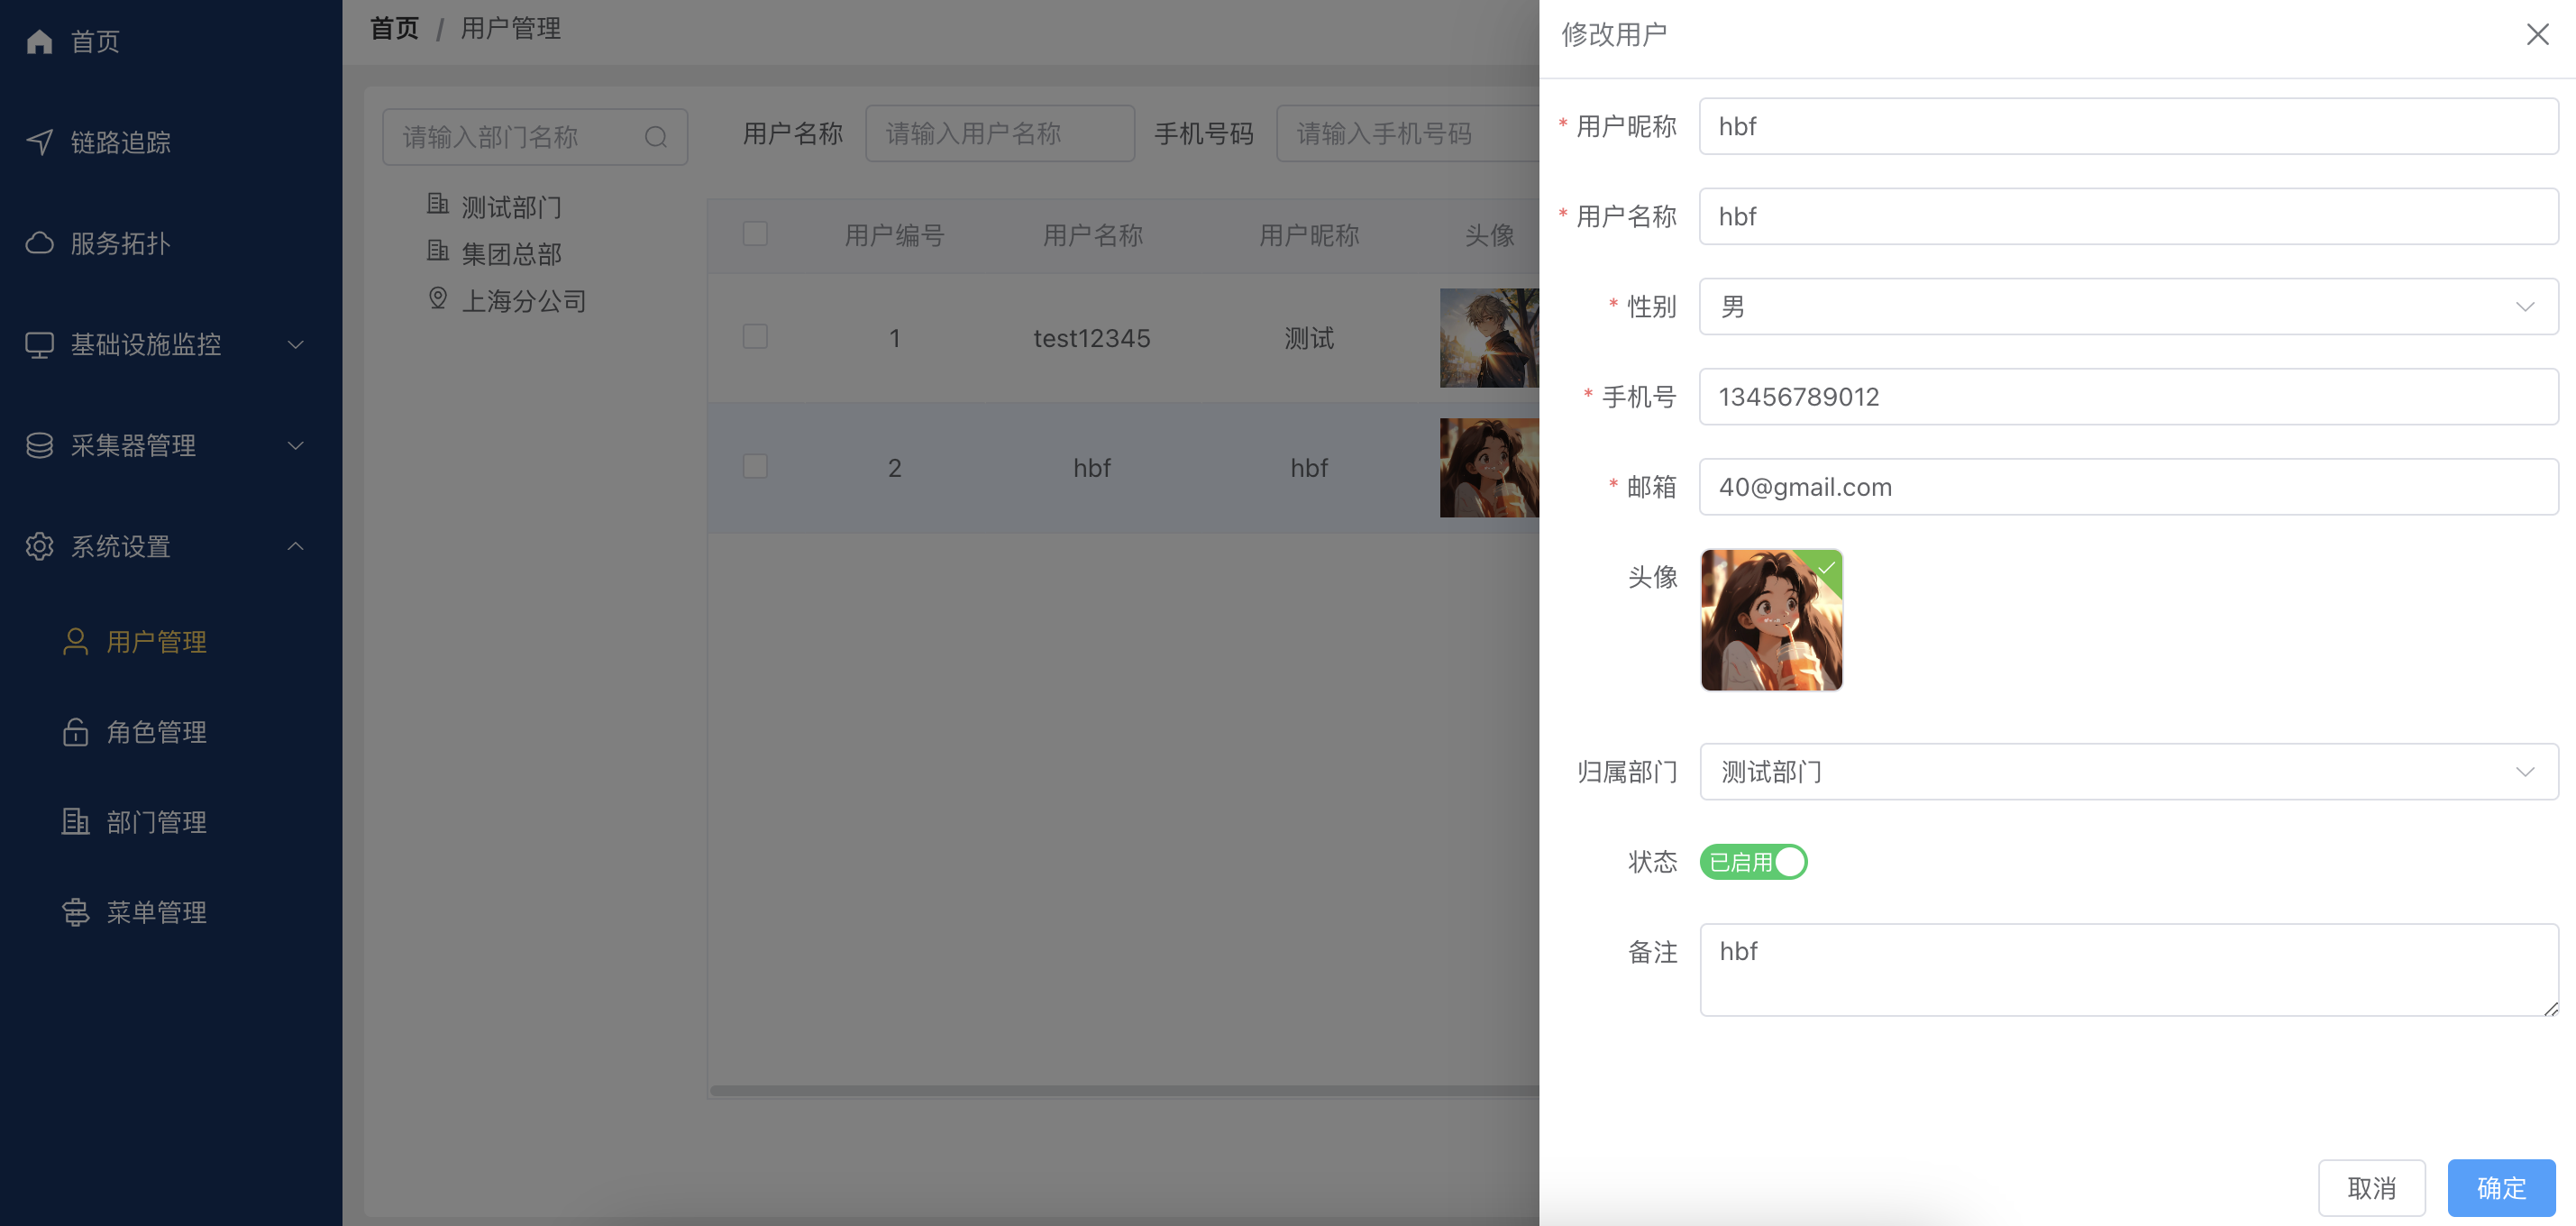 首页
链路追踪
服务拓扑
基础设施监控
采集器管理
系统设置
用户管理
角色管理
部门管理
菜单管理
首页 / 用户管理
请输入部门名称
测试部门
集团总部
上海分公司
用户名称 请输入用户名称 手机号码 请输入手机号码
用户编号 用户名称 用户昵称 头像
1 test12345 测试
2 hbf hbf
修改用户
* 用户昵称 hbf
* 用户名称 hbf
* 性别 男
* 手机号 13456789012
* 邮箱 40@gmail.com
头像
归属部门 测试部门
状态 已启用
备注 hbf
取消 确定